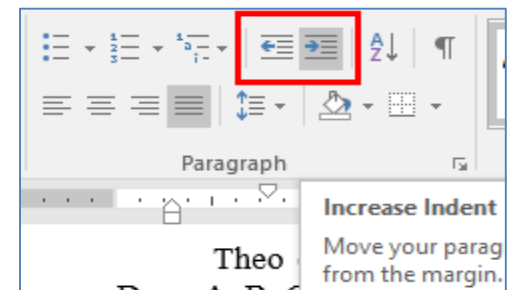 Paragraph
Increase Indent
Move your parag
from the margin.
Theo